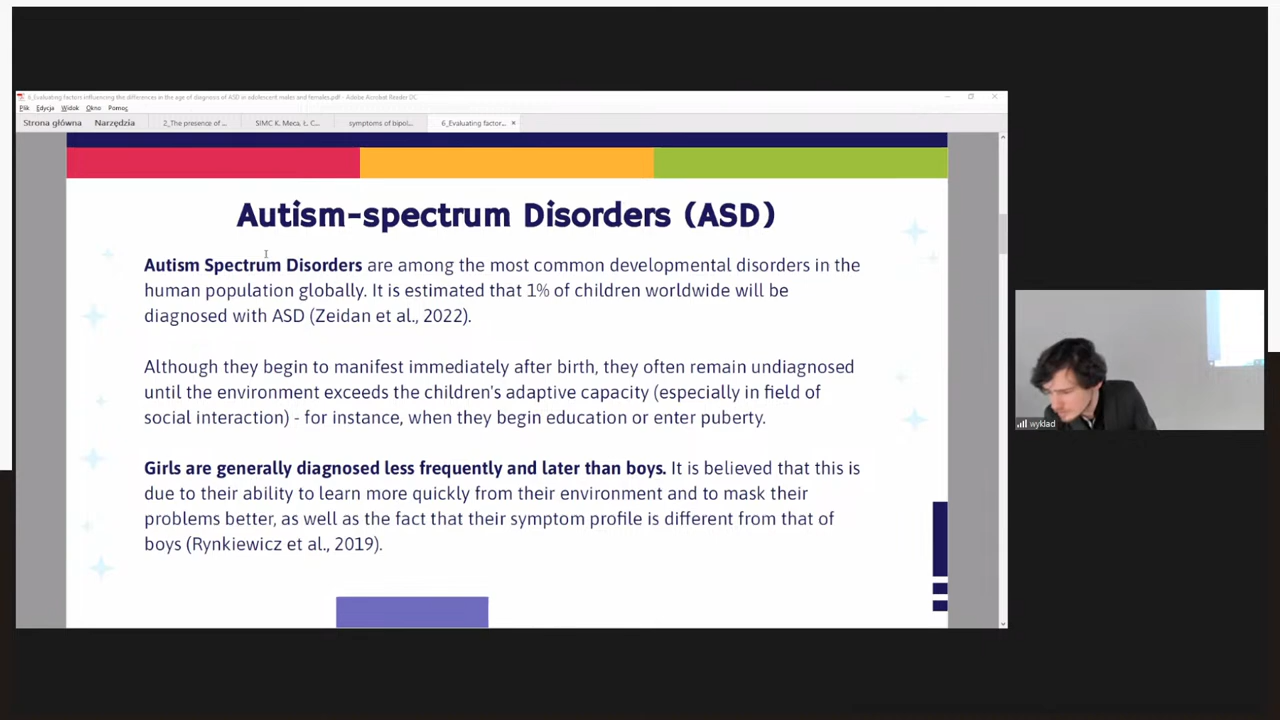 6_Evaluating factors influencing the differences in the age of diagnosis of ASD in adolescent males and females.pdf - Adobe Acrobat Reader DC
Plik Edycja Widok Okno Pomoc
Strona główna Narzędzia 2_The presence of ... SIMC K. Meca, Ł. C... symptoms of bipol... 6_Evaluating factor... ×
Autism-spectrum Disorders (ASD)
Autism Spectrum Disorders are among the most common developmental disorders in the
human population globally. It is estimated that 1% of children worldwide will be
diagnosed with ASD (Zeidan et al., 2022).
Although they begin to manifest immediately after birth, they often remain undiagnosed
until the environment exceeds the children's adaptive capacity (especially in field of
social interaction) - for instance, when they begin education or enter puberty.
Girls are generally diagnosed less frequently and later than boys. It is believed that this is
due to their ability to learn more quickly from their environment and to mask their
problems better, as well as the fact that their symptom profile is different from that of
boys (Rynkiewicz et al., 2019).
wykład